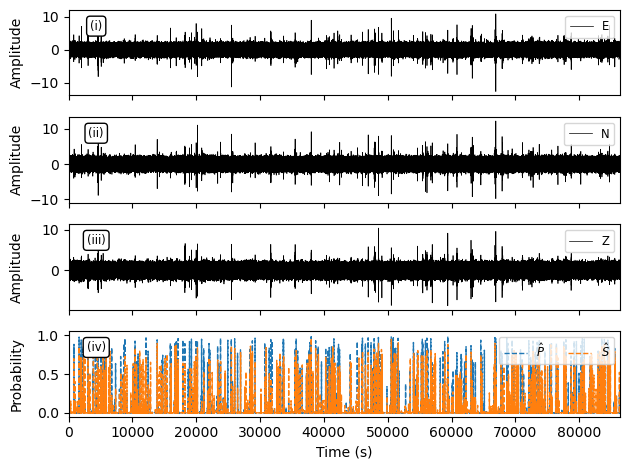 Amplitude
10
0
−10
(i)
E
Amplitude
10
0
−10
(ii)
N
Amplitude
10
0
(iii)
Z
Probability
1.0
0.5
0.0
(iv)
P̂
Ŝ
0 10000 20000 30000 40000 50000 60000 70000 80000
Time (s)